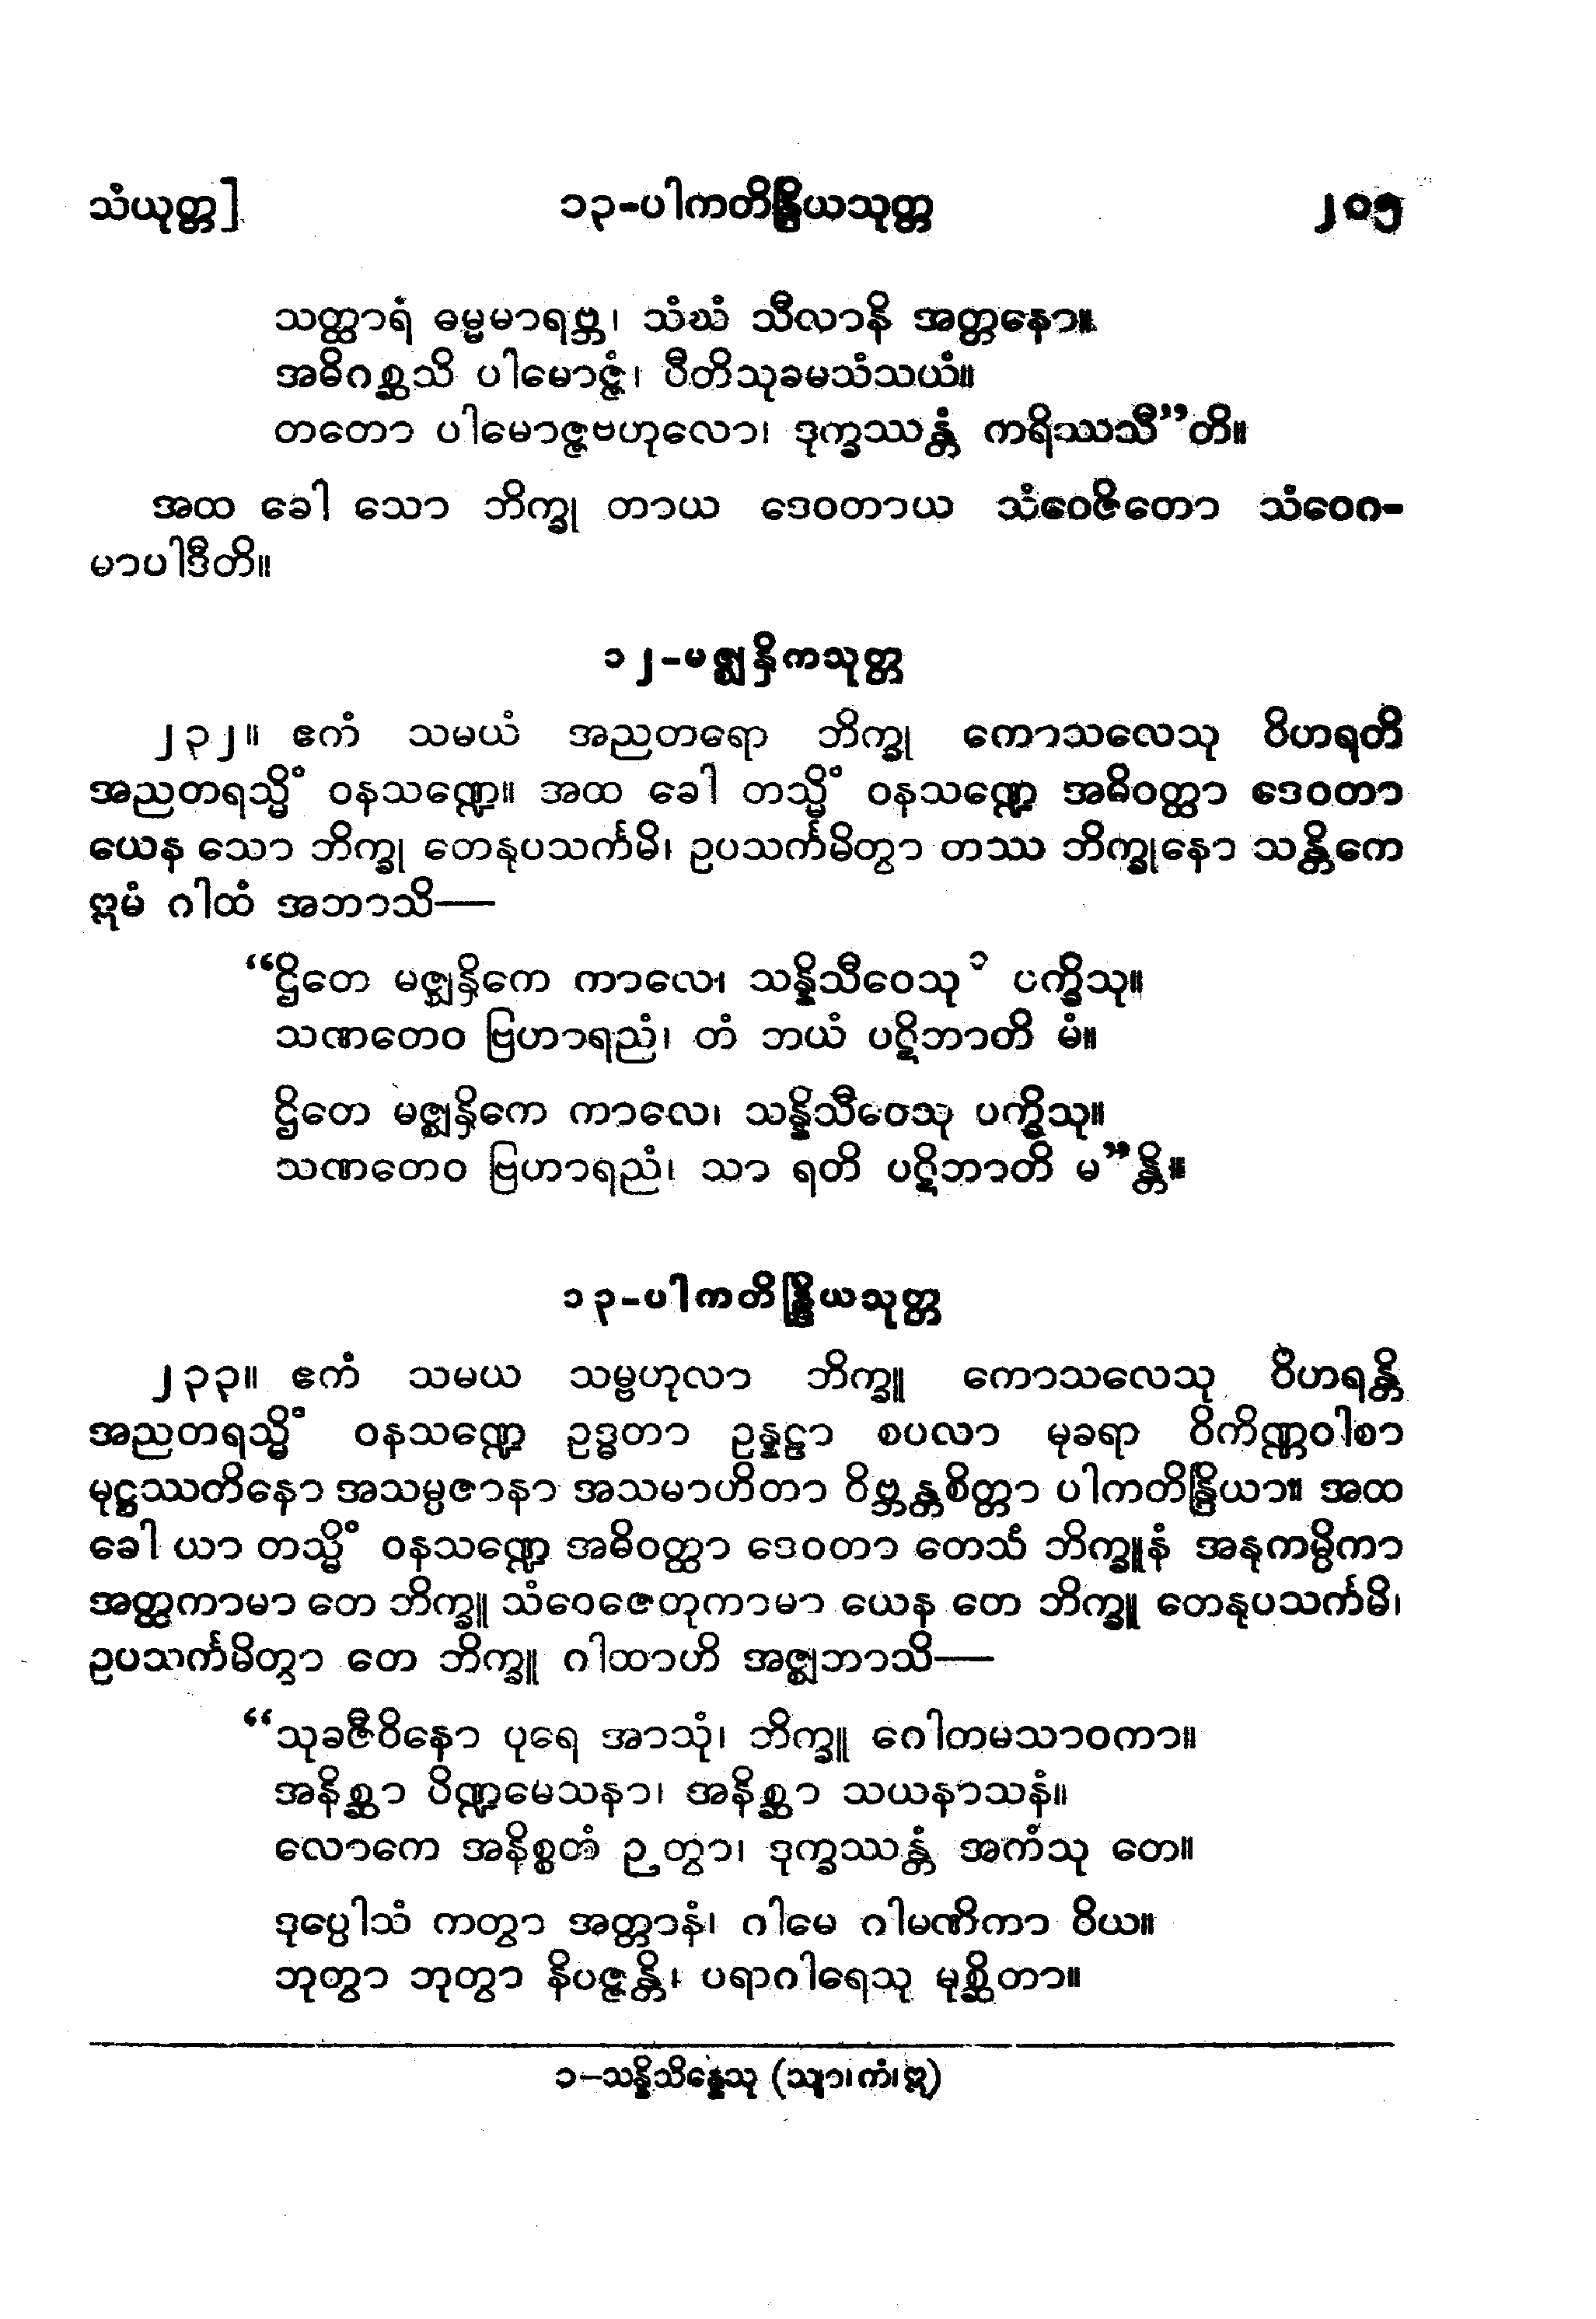 သံယုတ္တ] ၁၃-ပါကတိန္ဒြိယသုတ္တ ၂၀၅
သတ္ထာရံ ဓမ္မမာရဗ္ဘ၊ သံဃံ သီလာနိ အတ္တနော။
အဓိဂစ္ဆသိ ပါမောဇ္ဇံ၊ ပီတိသုခမသံသယံ။
တတော ပါမောဇ္ဇဗဟုလော၊ ဒုက္ခဿန္တံ ကရိဿသီ”တိ။
အထ ခေါ သော ဘိက္ခု တာယ ဒေဝတာယ သံဝေဇိတော သံဝေဂ-
မာပါဒီတိ။
၁၂-မဇ္ဈနှိကသုတ္တ
၂၃၂။ ဧကံ သမယံ အညတရော ဘိက္ခု ကောသလေသု ဝိဟရတိ
အညတရသ္မိံ ဝနသဏ္ဍေ။ အထ ခေါ တသ္မိံ ဝနသဏ္ဍေ အဓိဝတ္ထာ ဒေဝတာ
ယေန သော ဘိက္ခု တေနုပသင်္ကမိ၊ ဥပသင်္ကမိတွာ တဿ ဘိက္ခုနော သန္တိကေ
ဣမံ ဂါထံ အဘာသိ—
“ဌိတေ မဇ္ဈနှိကေ ကာလေ၊ သန္နိသီဝေသု ၁ ပက္ခိသု။
သဏတေဝ ဗြဟာရညံ၊ တံ ဘယံ ပဋိဘာတိ မံ။
ဌိတေ မဇ္ဈနှိကေ ကာလေ၊ သန္နိသီဝေသု ပက္ခိသု။
သဏတေဝ ဗြဟာရညံ၊ သာ ရတိ ပဋိဘာတိ မ”န္တိ။
၁၃-ပါကတိန္ဒြိယသုတ္တ
၂၃၃။ ဧကံ သမယ သမ္ဗဟုလာ ဘိက္ခူ ကောသလေသု ဝိဟရန္တိ
အညတရသ္မိံ ဝနသဏ္ဍေ ဥဒ္ဓတာ ဥန္နဠာ စပလာ မုခရာ ဝိကိဏ္ဏဝါစာ
မုဋ္ဌဿတိနော အသမ္ပဇာနာ အသမာဟိတာ ဝိဗ္ဘန္တစိတ္တာ ပါကတိန္ဒြိယာ။ အထ
ခေါ ယာ တသ္မိံ ဝနသဏ္ဍေ အဓိဝတ္ထာ ဒေဝတာ တေသံ ဘိက္ခူနံ အနုကမ္ပိကာ
အတ္ထကာမာ တေ ဘိက္ခူ သံဝေဇေတုကာမာ ယေန တေ ဘိက္ခူ တေနုပသင်္ကမိ၊
ဥပသင်္ကမိတွာ တေ ဘိက္ခူ ဂါထာဟိ အဇ္ဈဘာသိ—
“သုခဇီဝိနော ပုရေ အာသုံ၊ ဘိက္ခူ ဂေါတမသာဝကာ။
အနိစ္ဆာ ပိဏ္ဍမေသနာ၊ အနိစ္ဆာ သယနာသနံ။
လောကေ အနိစ္စတံ ဉတွာ၊ ဒုက္ခဿန္တံ အကံသု တေ။
ဒုပ္ပေါသံ ကတွာ အတ္တာနံ၊ ဂါမေ ဂါမဏိကာ ဝိယ။
ဘုတွာ ဘုတွာ နိပဇ္ဇန္တိ၊ ပရာဂါရေသု မုစ္ဆိတာ။
၁–သန္နိသိန္နေသု (သျာ၊ကံ၊ဣ)